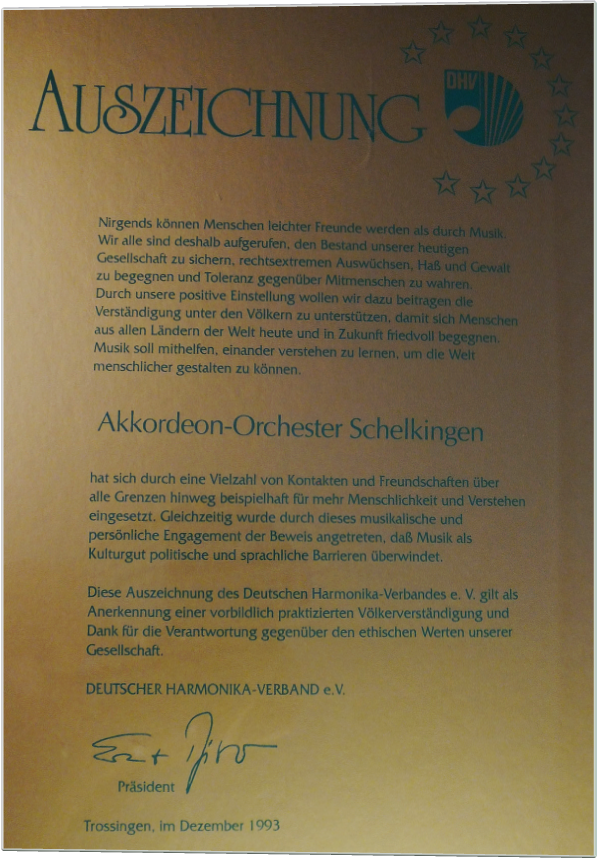 AUSZEICHNUNG
DHV
Nirgends können Menschen leichter Freunde werden als durch Musik.
Wir alle sind deshalb aufgerufen, den Bestand unserer heutigen
Gesellschaft zu sichern, rechtsextremen Auswüchsen, Haß und Gewalt
zu begegnen und Toleranz gegenüber Mitmenschen zu wahren.
Durch unsere positive Einstellung wollen wir dazu beitragen die
Verständigung unter den Völkern zu unterstützen, damit sich Menschen
aus allen Ländern der Welt heute und in Zukunft friedvoll begegnen.
Musik soll mithelfen, einander verstehen zu lernen, um die Welt
menschlicher gestalten zu können.
Akkordeon-Orchester Schelkingen
hat sich durch eine Vielzahl von Kontakten und Freundschaften über
alle Grenzen hinweg beispielhaft für mehr Menschlichkeit und Verstehen
eingesetzt. Gleichzeitig wurde durch dieses musikalische und
persönliche Engagement der Beweis angetreten, daß Musik als
Kulturgut politische und sprachliche Barrieren überwindet.
Diese Auszeichnung des Deutschen Harmonika-Verbandes e. V. gilt als
Anerkennung einer vorbildlich praktizierten Völkerverständigung und
Dank für die Verantwortung gegenüber den ethischen Werten unserer
Gesellschaft.
DEUTSCHER HARMONIKA-VERBAND e.V.
Präsident
Trossingen, im Dezember 1993